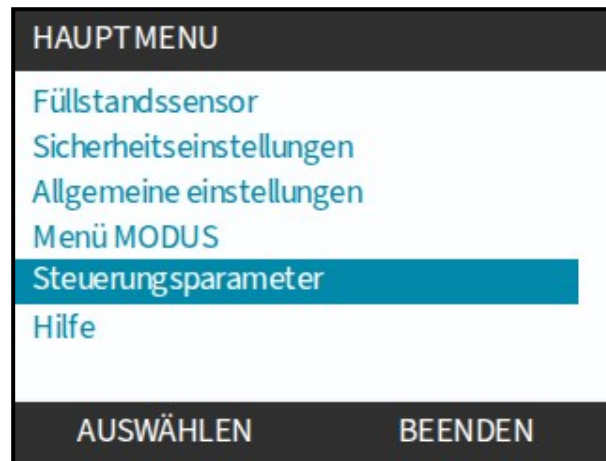 HAUPTMENU
Füllstandssensor
Sicherheitseinstellungen
Allgemeine einstellungen
Menü MODUS
Steuerungsparameter
Hilfe
AUSWÄHLEN BEENDEN